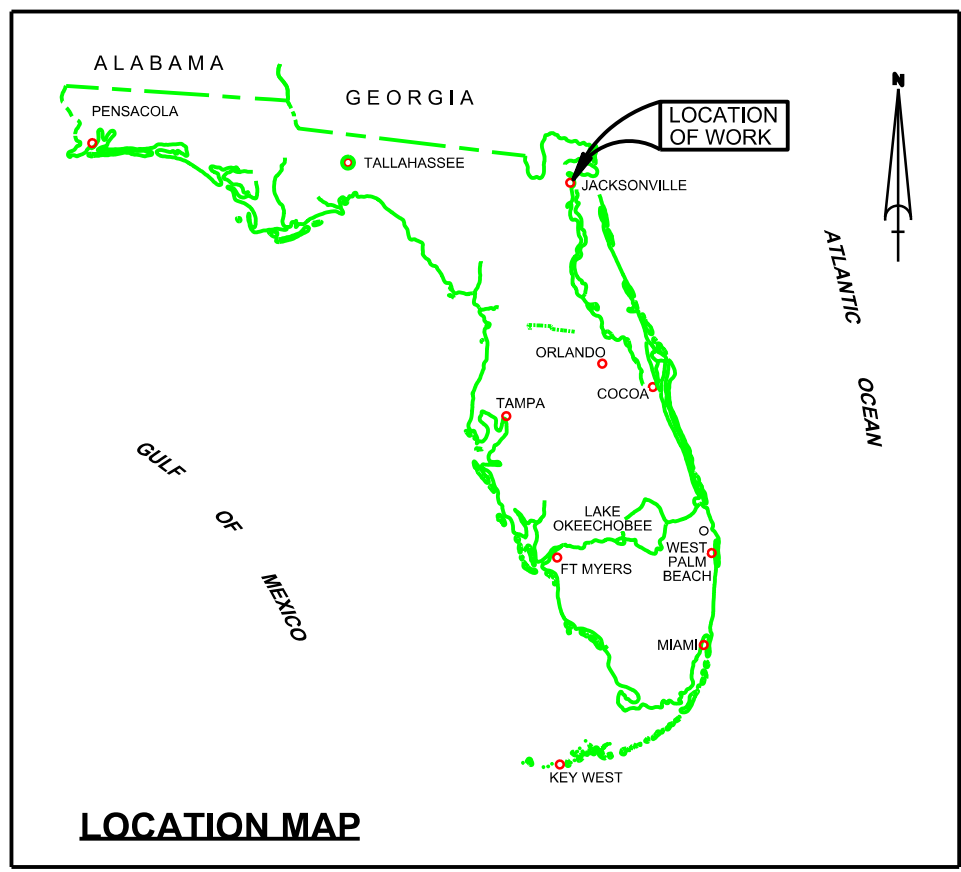 ALABAMA
GEORGIA
N
PENSACOLA
LOCATION
OF WORK
TALLAHASSEE
JACKSONVILLE
ATLANTIC
OCEAN
ORLANDO
COCOA
TAMPA
GULF
OF
MEXICO
LAKE
OKEECHOBEE
WEST
PALM
BEACH
FT MYERS
MIAMI
KEY WEST
LOCATION MAP